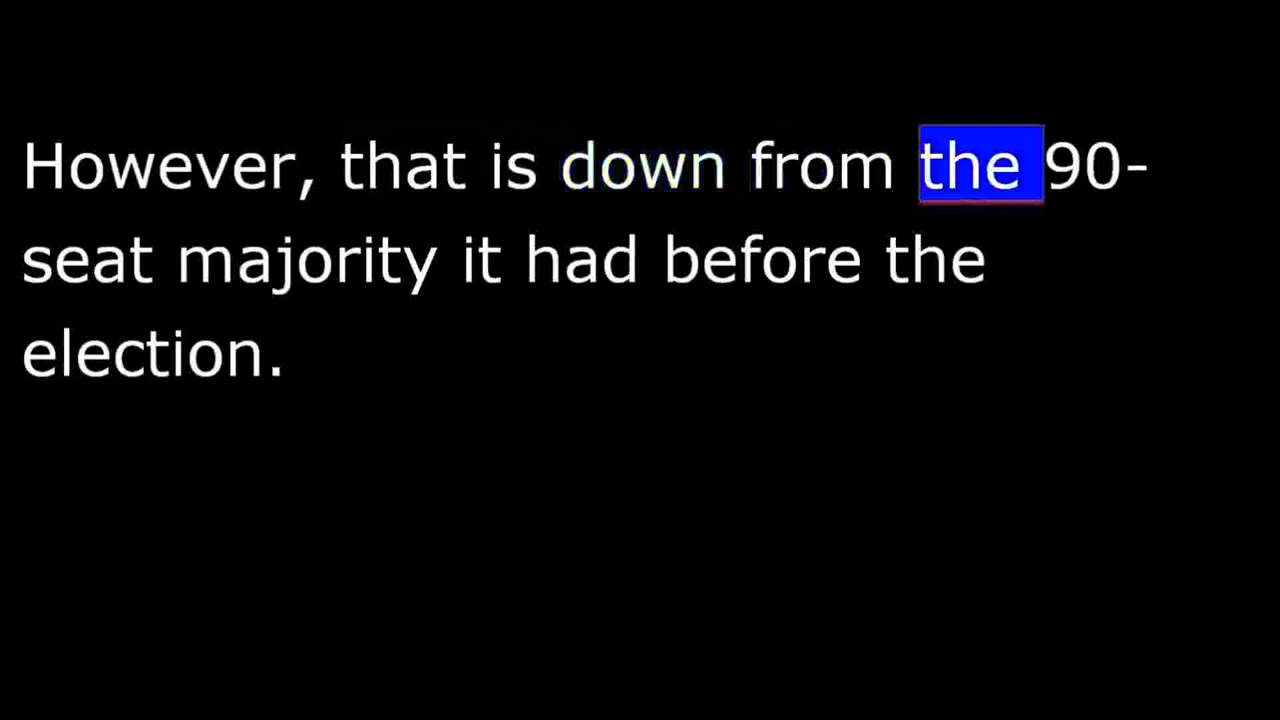 However, that is down from the 90-
seat majority it had before the
election.